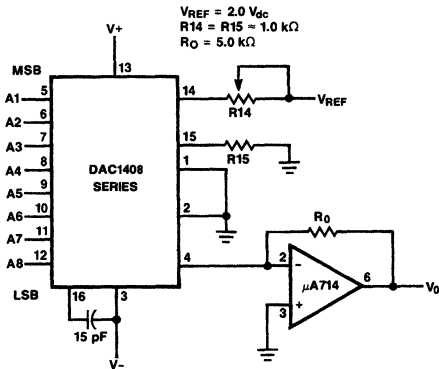 VREF = 2.0 Vdc
R14 = R15 ≈ 1.0 kΩ
RO = 5.0 kΩ
V+
13
MSB
A1 5
A2 6
A3 7
A4 8
A5 9
A6 10
A7 11
A8 12
LSB
DAC1408
SERIES
14
R14
VREF
15
R15
1
2
4
16
3
15 pF
V–
RO
2
–
μA714
6
VO
3
+